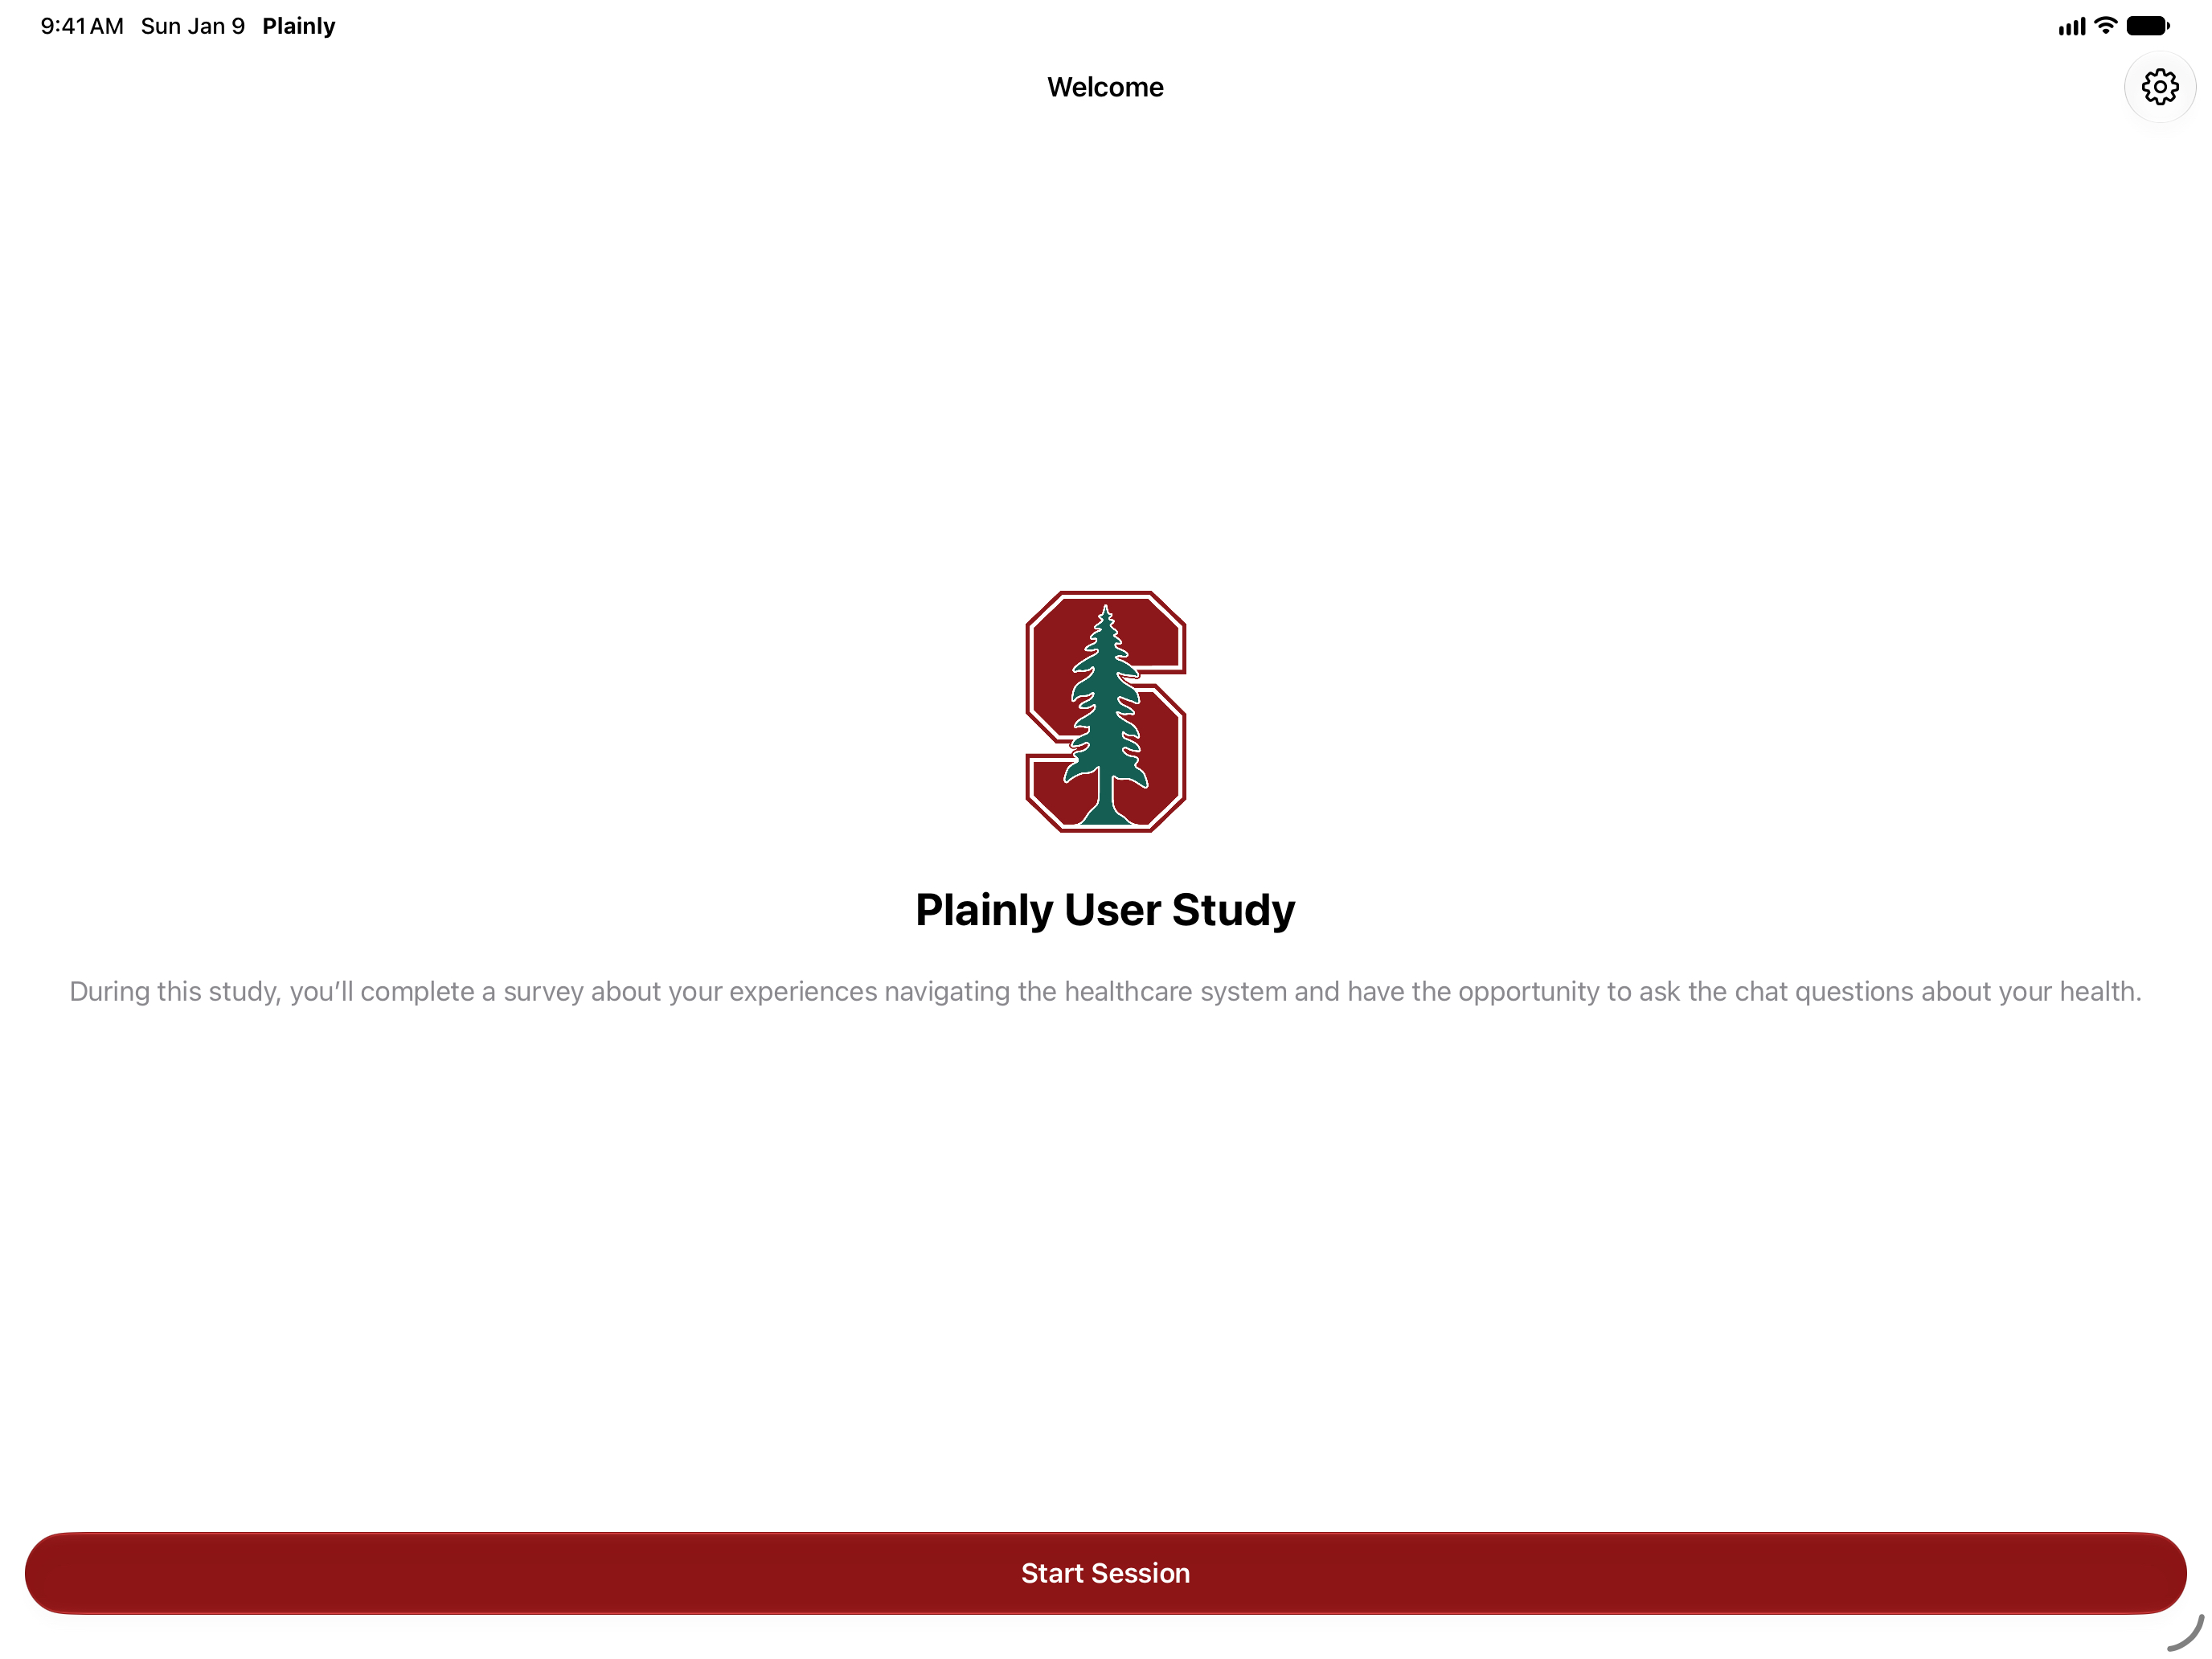 9:41 AM Sun Jan 9 Plainly
Welcome
Plainly User Study
During this study, you’ll complete a survey about your experiences navigating the healthcare system and have the opportunity to ask the chat questions about your health.
Start Session